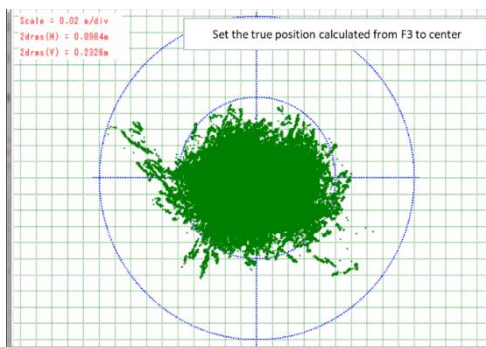 Scale = 0.02 m/div
2drms(H) = 0.0984m
2drms(V) = 0.2326m
Set the true position calculated from F3 to center